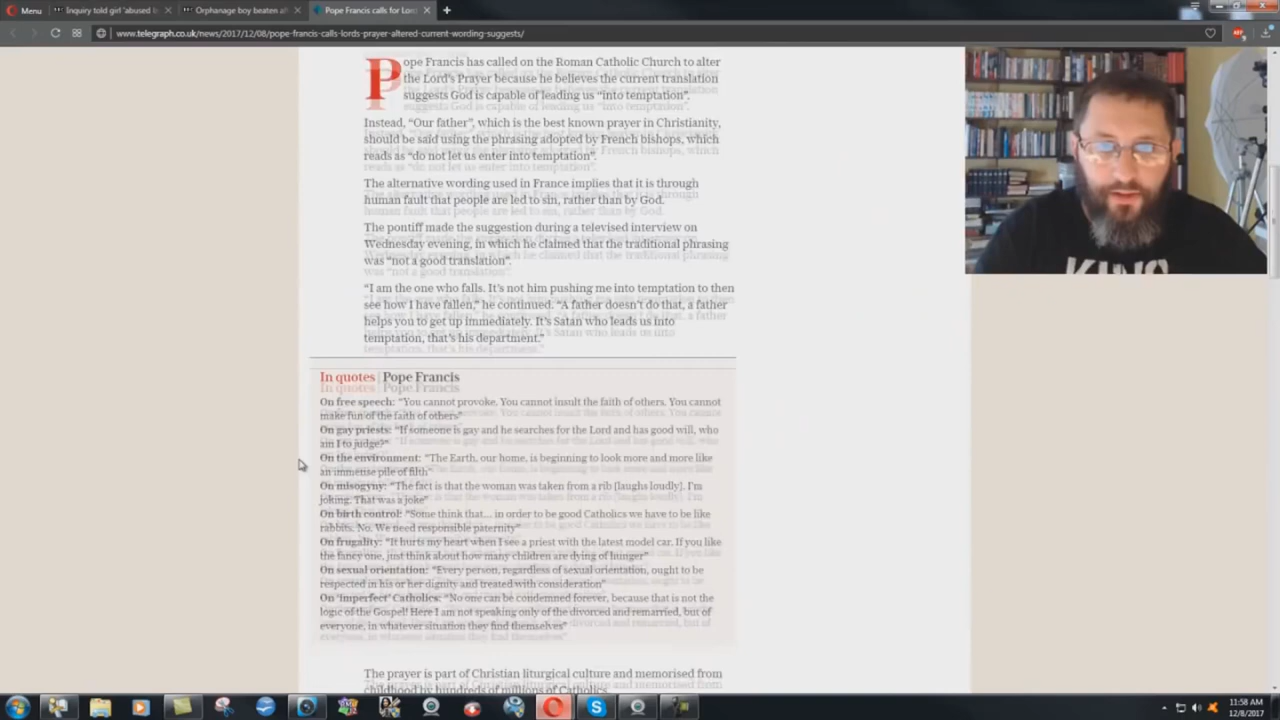 Menu
Inquiry told girl 'abused b
Orphanage boy beaten af
Pope Francis calls for Lord
www.telegraph.co.uk/news/2017/12/08/pope-francis-calls-lords-prayer-altered-current-wording-suggests/
Pope Francis has called on the Roman Catholic Church to alter
the Lord's Prayer because he believes the current translation
suggests God is capable of leading us "into temptation".
Instead, "Our father", which is the best known prayer in Christianity,
should be said using the phrasing adopted by French bishops, which
reads as "do not let us enter into temptation".
The alternative wording used in France implies that it is through
human fault that people are led to sin, rather than by God.
The pontiff made the suggestion during a televised interview on
Wednesday evening, in which he claimed that the traditional phrasing
was "not a good translation".
"I am the one who falls. It's not him pushing me into temptation to then
see how I have fallen," he continued. "A father doesn't do that, a father
helps you to get up immediately. It's Satan who leads us into
temptation, that's his department."
In quotes | Pope Francis
On free speech: "You cannot provoke. You cannot insult the faith of others. You cannot
make fun of the faith of others"
On gay priests: "If someone is gay and he searches for the Lord and has good will, who
am I to judge?"
On the environment: "The Earth, our home, is beginning to look more and more like
an immense pile of filth"
On misogyny: "The fact is that the woman was taken from a rib [laughs loudly]. I'm
joking. That was a joke"
On birth control: "Some think that... in order to be good Catholics we have to be like
rabbits. No. We need responsible paternity"
On frugality: "It hurts my heart when I see a priest with the latest model car. If you like
the fancy one, just think about how many children are dying of hunger"
On sexual orientation: "Every person, regardless of sexual orientation, ought to be
respected in his or her dignity and treated with consideration"
On 'imperfect' Catholics: "No one can be condemned forever, because that is not the
logic of the Gospel! Here I am not speaking only of the divorced and remarried, but of
everyone, in whatever situation they find themselves"
The prayer is part of Christian liturgical culture and memorised from
childhood by hundreds of millions of Catholics.
11:58 AM
12/8/2017